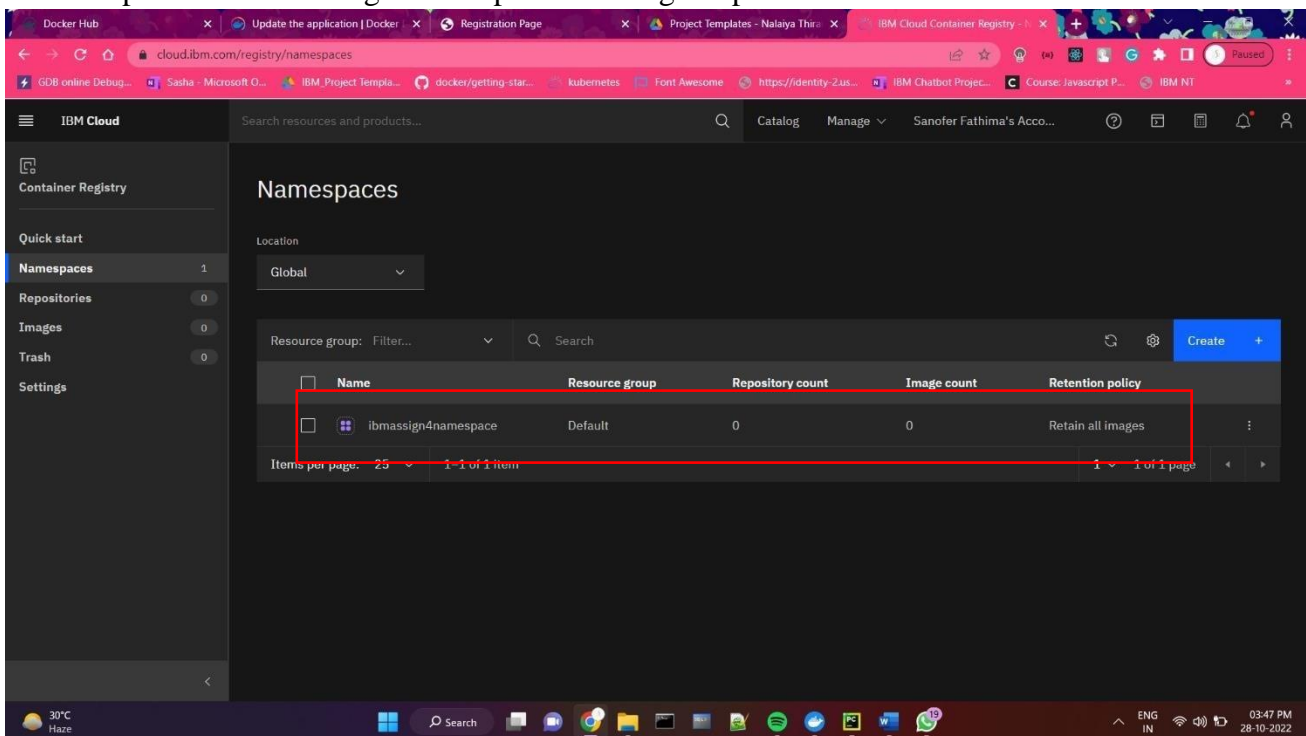 Docker Hub
Update the application | Docker
Registration Page
Project Templates - Nalaiya Thira
IBM Cloud Container Registry - N
cloud.ibm.com/registry/namespaces
Paused
GDB online Debug...
Sasha - Microsoft O...
IBM_Project Templa...
docker/getting-star...
kubernetes
Font Awesome
https://identity-2.us...
IBM Chatbot Projec...
Course: Javascript P...
IBM NT
»
IBM Cloud
Search resources and products...
Catalog
Manage
Sanofer Fathima's Acco...
Container Registry
Quick start
Namespaces 1
Repositories 0
Images 0
Trash 0
Settings
Namespaces
Location
Global
Resource group: Filter...
Search
Create +
Name Resource group Repository count Image count Retention policy
ibmassign4namespace Default 0 0 Retain all images
Items per page: 25 1–1 of 1 item 1 1 of 1 page
30°C
Haze
Search
19
ENG
IN
03:47 PM
28-10-2022